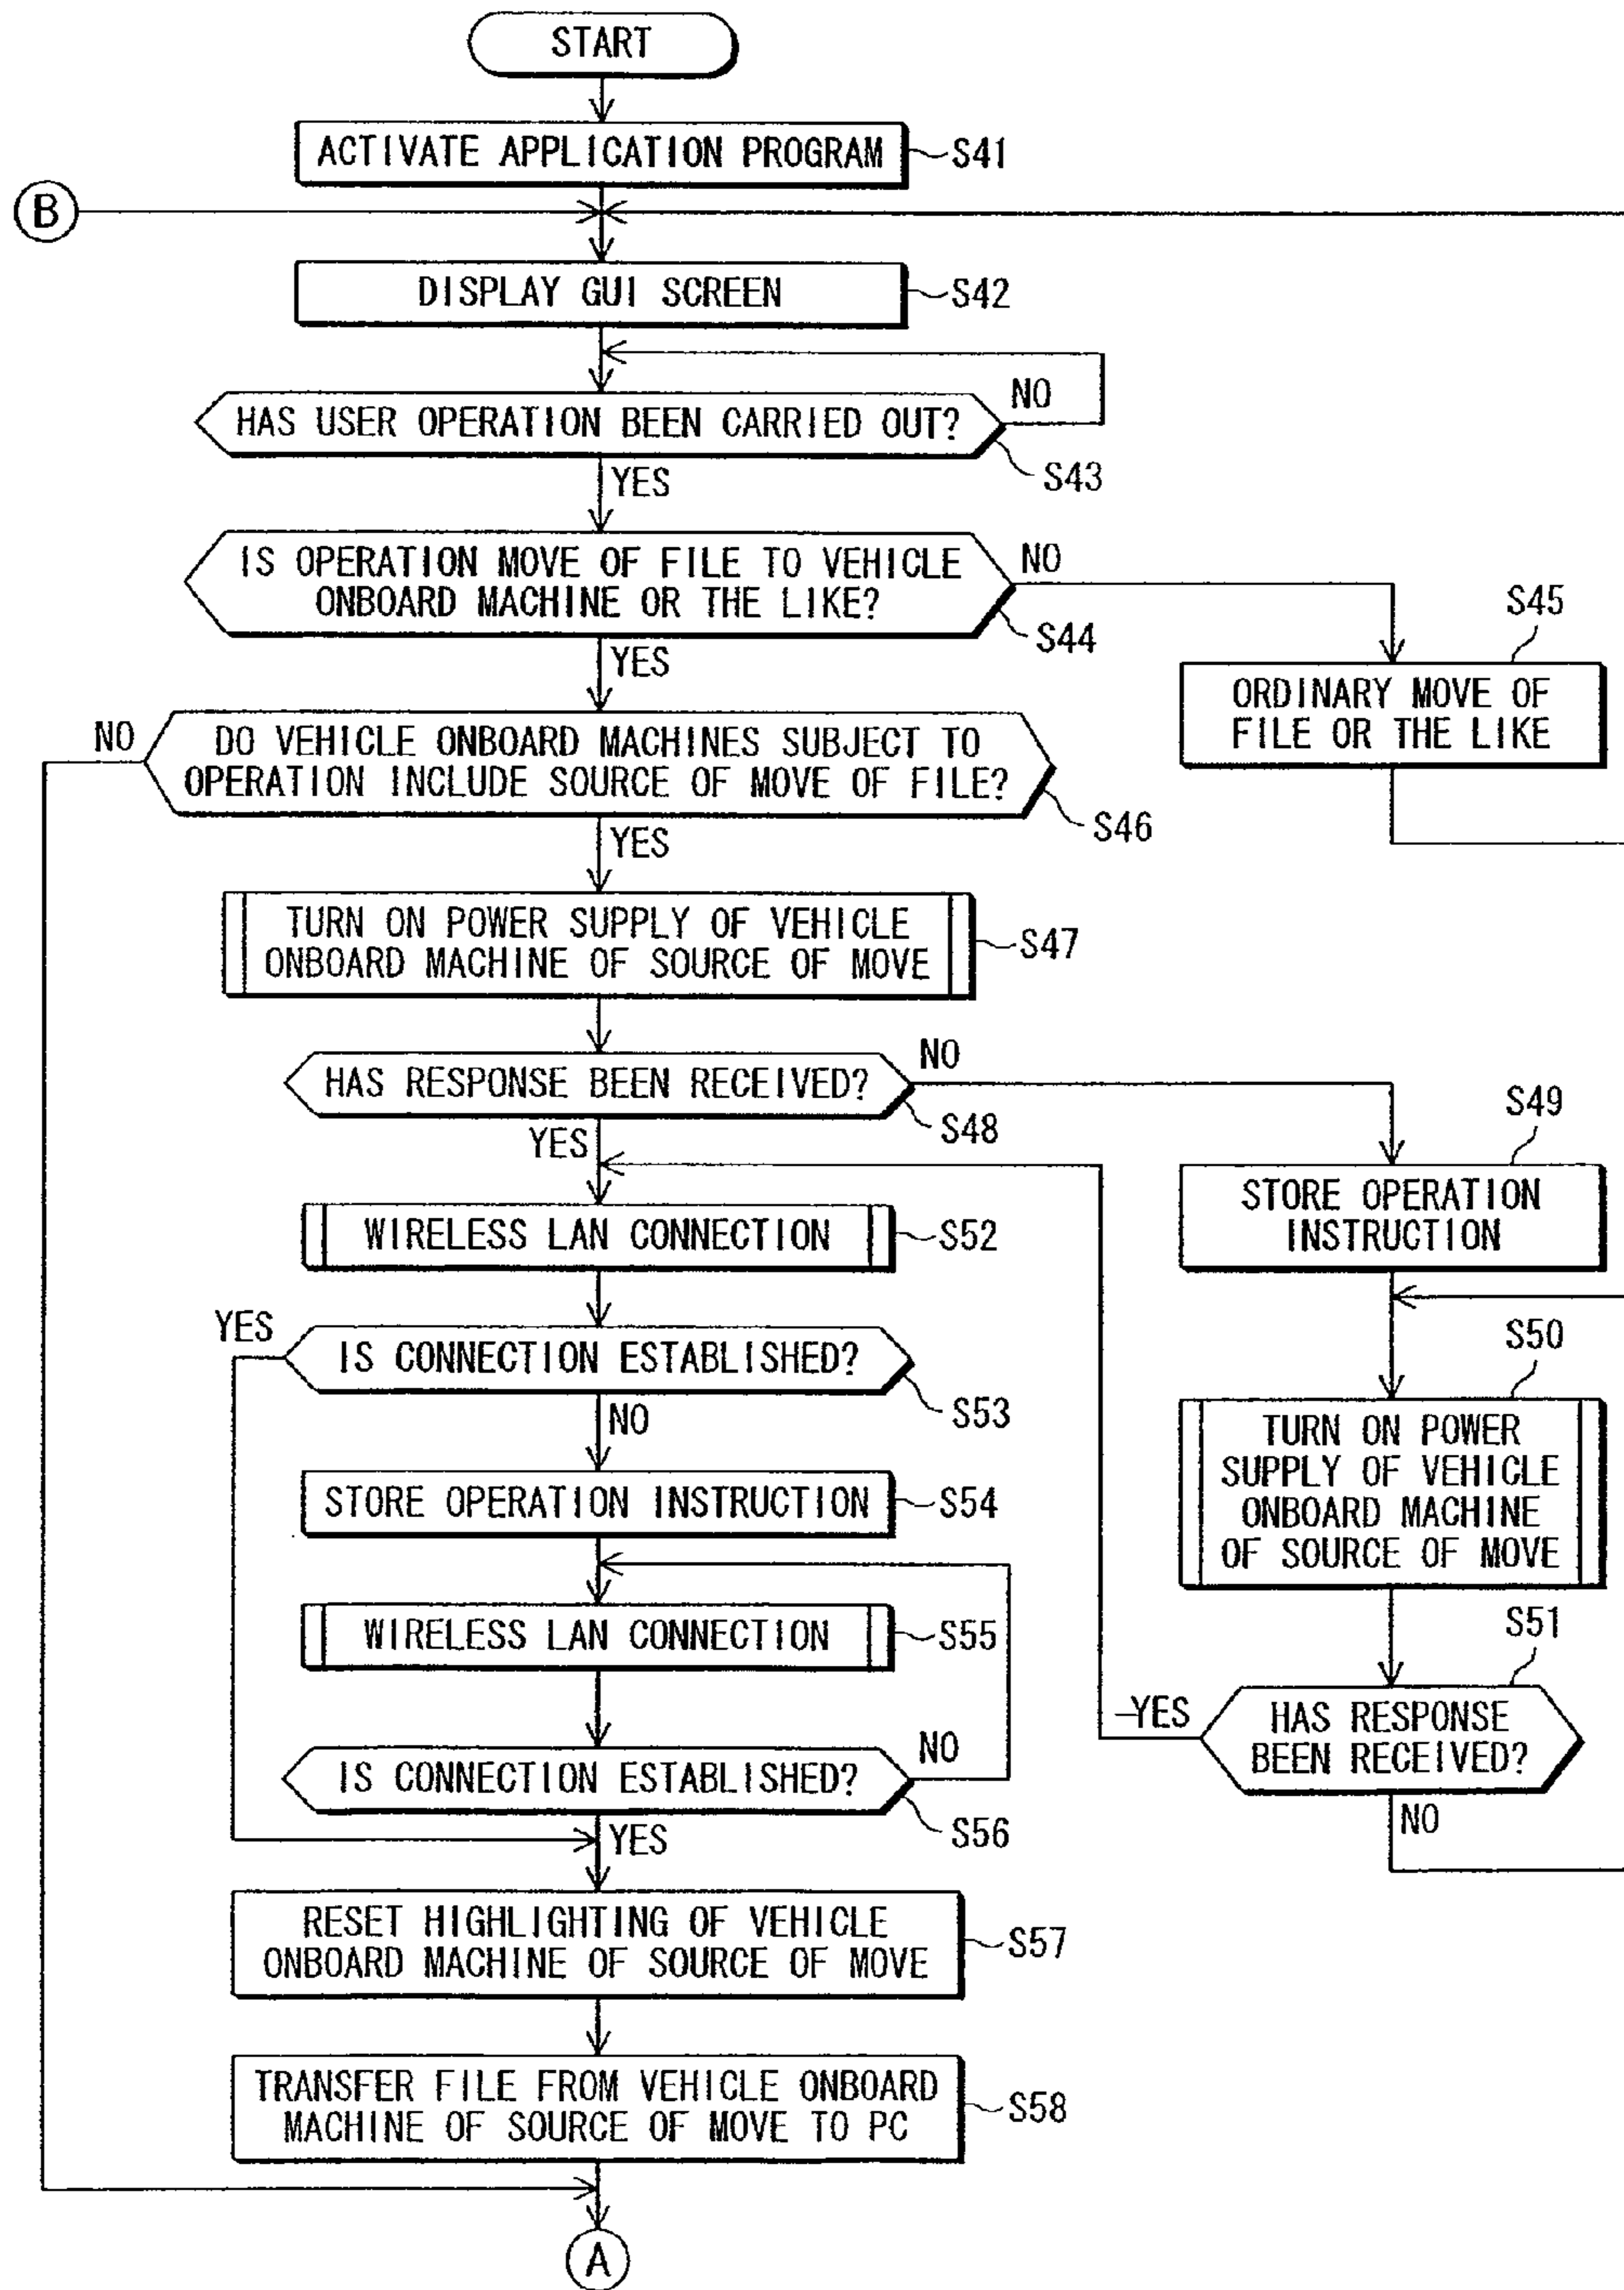 START
ACTIVATE APPLICATION PROGRAM
S41
B
DISPLAY GUI SCREEN
S42
HAS USER OPERATION BEEN CARRIED OUT?
NO
S43
YES
IS OPERATION MOVE OF FILE TO VEHICLE
ONBOARD MACHINE OR THE LIKE?
NO
S44
YES
S45
ORDINARY MOVE OF
FILE OR THE LIKE
NO
DO VEHICLE ONBOARD MACHINES SUBJECT TO
OPERATION INCLUDE SOURCE OF MOVE OF FILE?
S46
YES
TURN ON POWER SUPPLY OF VEHICLE
ONBOARD MACHINE OF SOURCE OF MOVE
S47
HAS RESPONSE BEEN RECEIVED?
NO
S48
YES
S49
STORE OPERATION
INSTRUCTION
WIRELESS LAN CONNECTION
S52
YES
IS CONNECTION ESTABLISHED?
S53
NO
S50
TURN ON POWER
SUPPLY OF VEHICLE
ONBOARD MACHINE
OF SOURCE OF MOVE
STORE OPERATION INSTRUCTION
S54
WIRELESS LAN CONNECTION
S55
S51
HAS RESPONSE
BEEN RECEIVED?
YES
NO
IS CONNECTION ESTABLISHED?
NO
S56
YES
RESET HIGHLIGHTING OF VEHICLE
ONBOARD MACHINE OF SOURCE OF MOVE
S57
TRANSFER FILE FROM VEHICLE ONBOARD
MACHINE OF SOURCE OF MOVE TO PC
S58
A